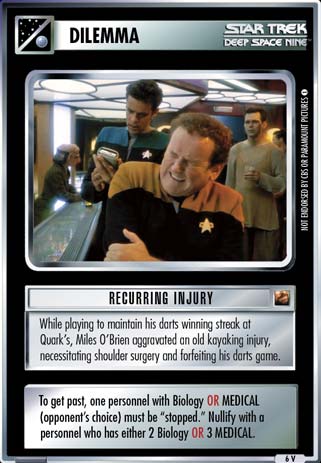 DILEMMA
STAR TREK
DEEP SPACE NINE
NOT ENDORSED BY CBS OR PARAMOUNT PICTURES
RECURRING INJURY
While playing to maintain his darts winning streak at
Quark's, Miles O'Brien aggravated an old kayaking injury,
necessitating shoulder surgery and forfeiting his darts game.
To get past, one personnel with Biology OR MEDICAL
(opponent's choice) must be "stopped." Nullify with a
personnel who has either 2 Biology OR 3 MEDICAL.
6 V